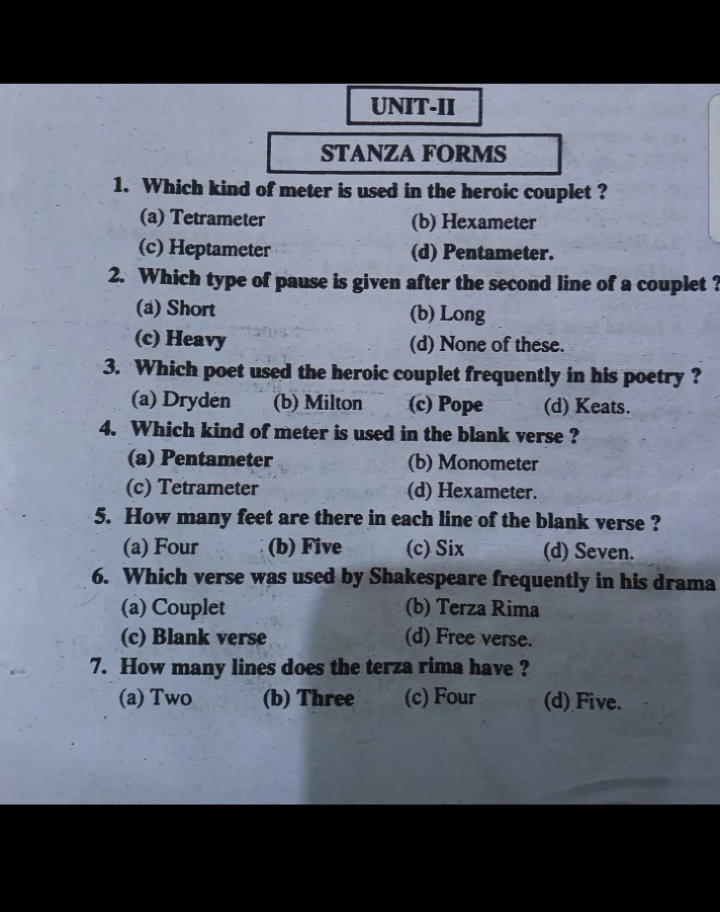 UNIT-II
STANZA FORMS
1. Which kind of meter is used in the heroic couplet ?
(a) Tetrameter (b) Hexameter
(c) Heptameter (d) Pentameter.
2. Which type of pause is given after the second line of a couplet ?
(a) Short (b) Long
(c) Heavy (d) None of these.
3. Which poet used the heroic couplet frequently in his poetry ?
(a) Dryden (b) Milton (c) Pope (d) Keats.
4. Which kind of meter is used in the blank verse ?
(a) Pentameter (b) Monometer
(c) Tetrameter (d) Hexameter.
5. How many feet are there in each line of the blank verse ?
(a) Four (b) Five (c) Six (d) Seven.
6. Which verse was used by Shakespeare frequently in his drama
(a) Couplet (b) Terza Rima
(c) Blank verse (d) Free verse.
7. How many lines does the terza rima have ?
(a) Two (b) Three (c) Four (d) Five.